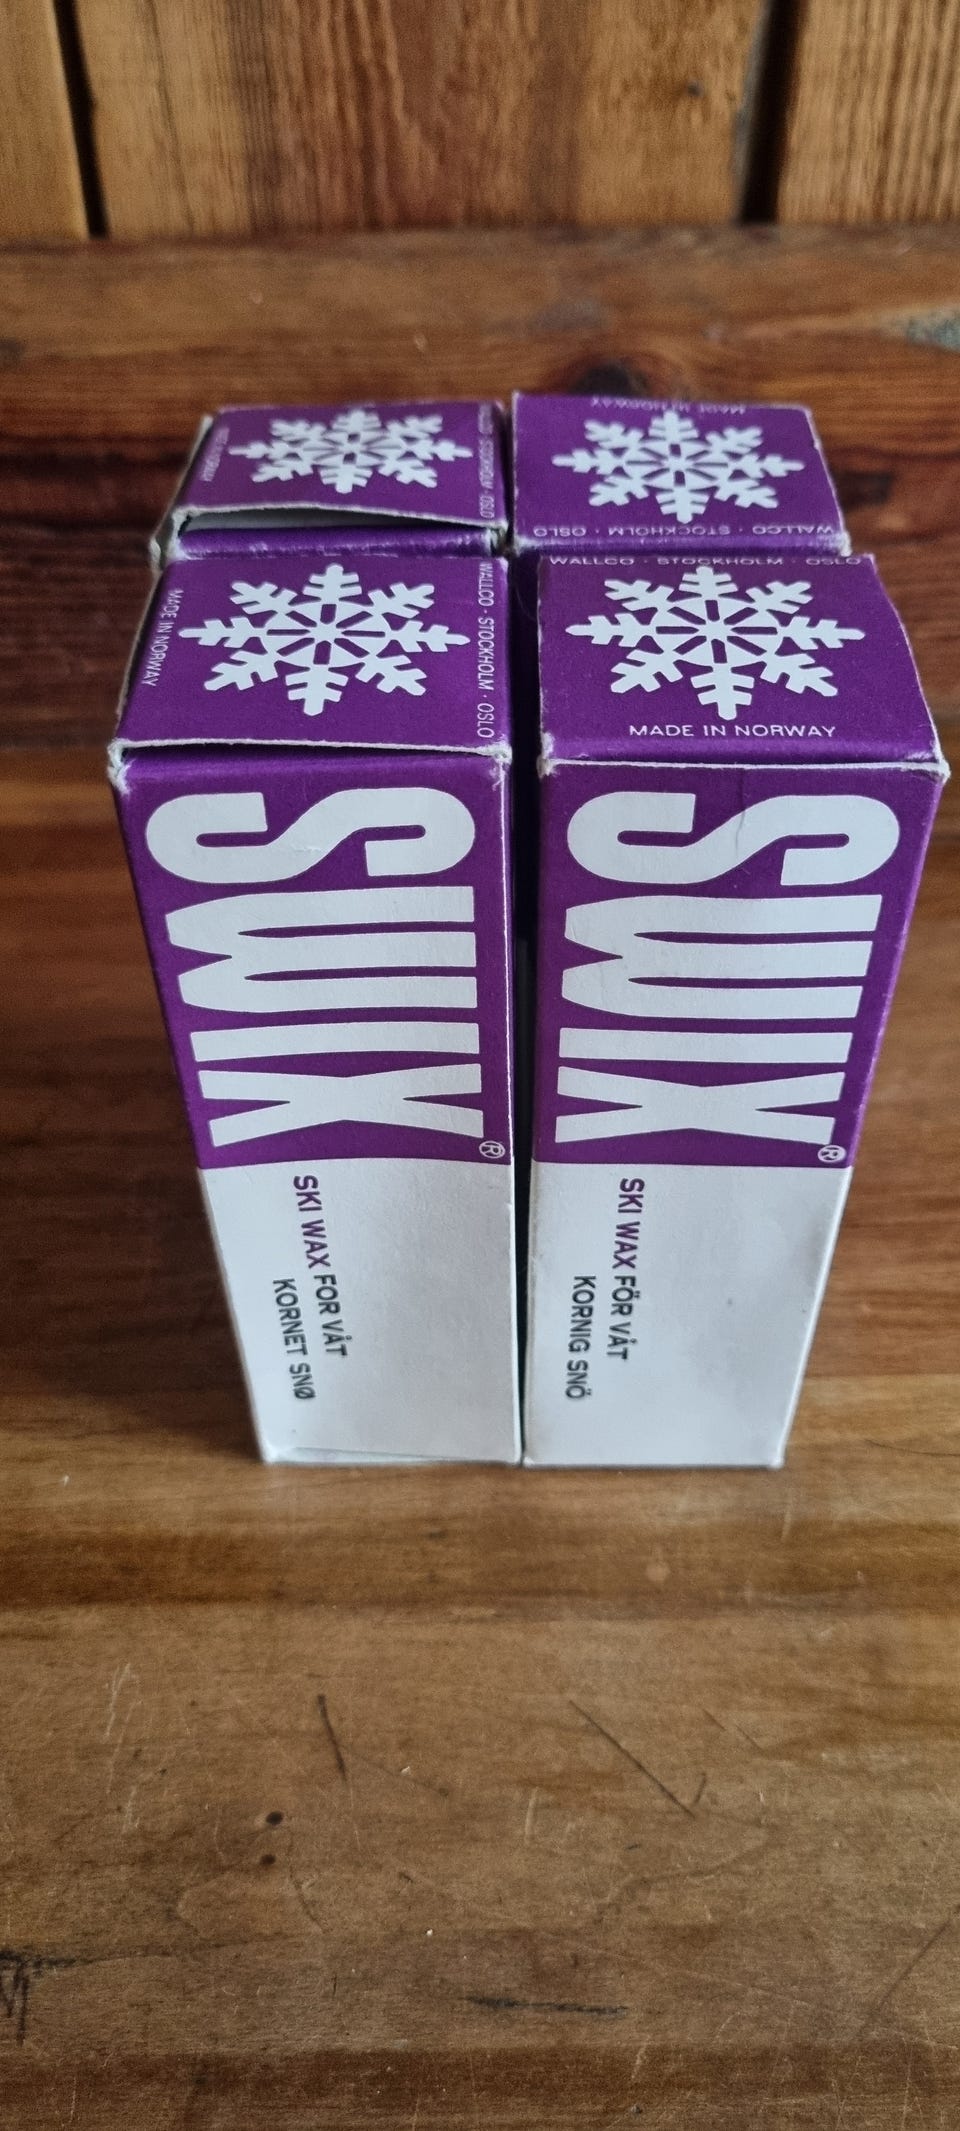 MADE IN NORWAY
WALLCO · STOCKHOLM · OSLO
MADE IN NORWAY
WALLCO · STOCKHOLM · OSLO
WALLCO · STOCKHOLM · OSLO
MADE IN NORWAY
WALLCO · STOCKHOLM · OSLO
MADE IN NORWAY
SWIX®
SKI WAX FOR VÅT
KORNET SNØ
SWIX®
SKI WAX FÖR VÅT
KORNIG SNÖ